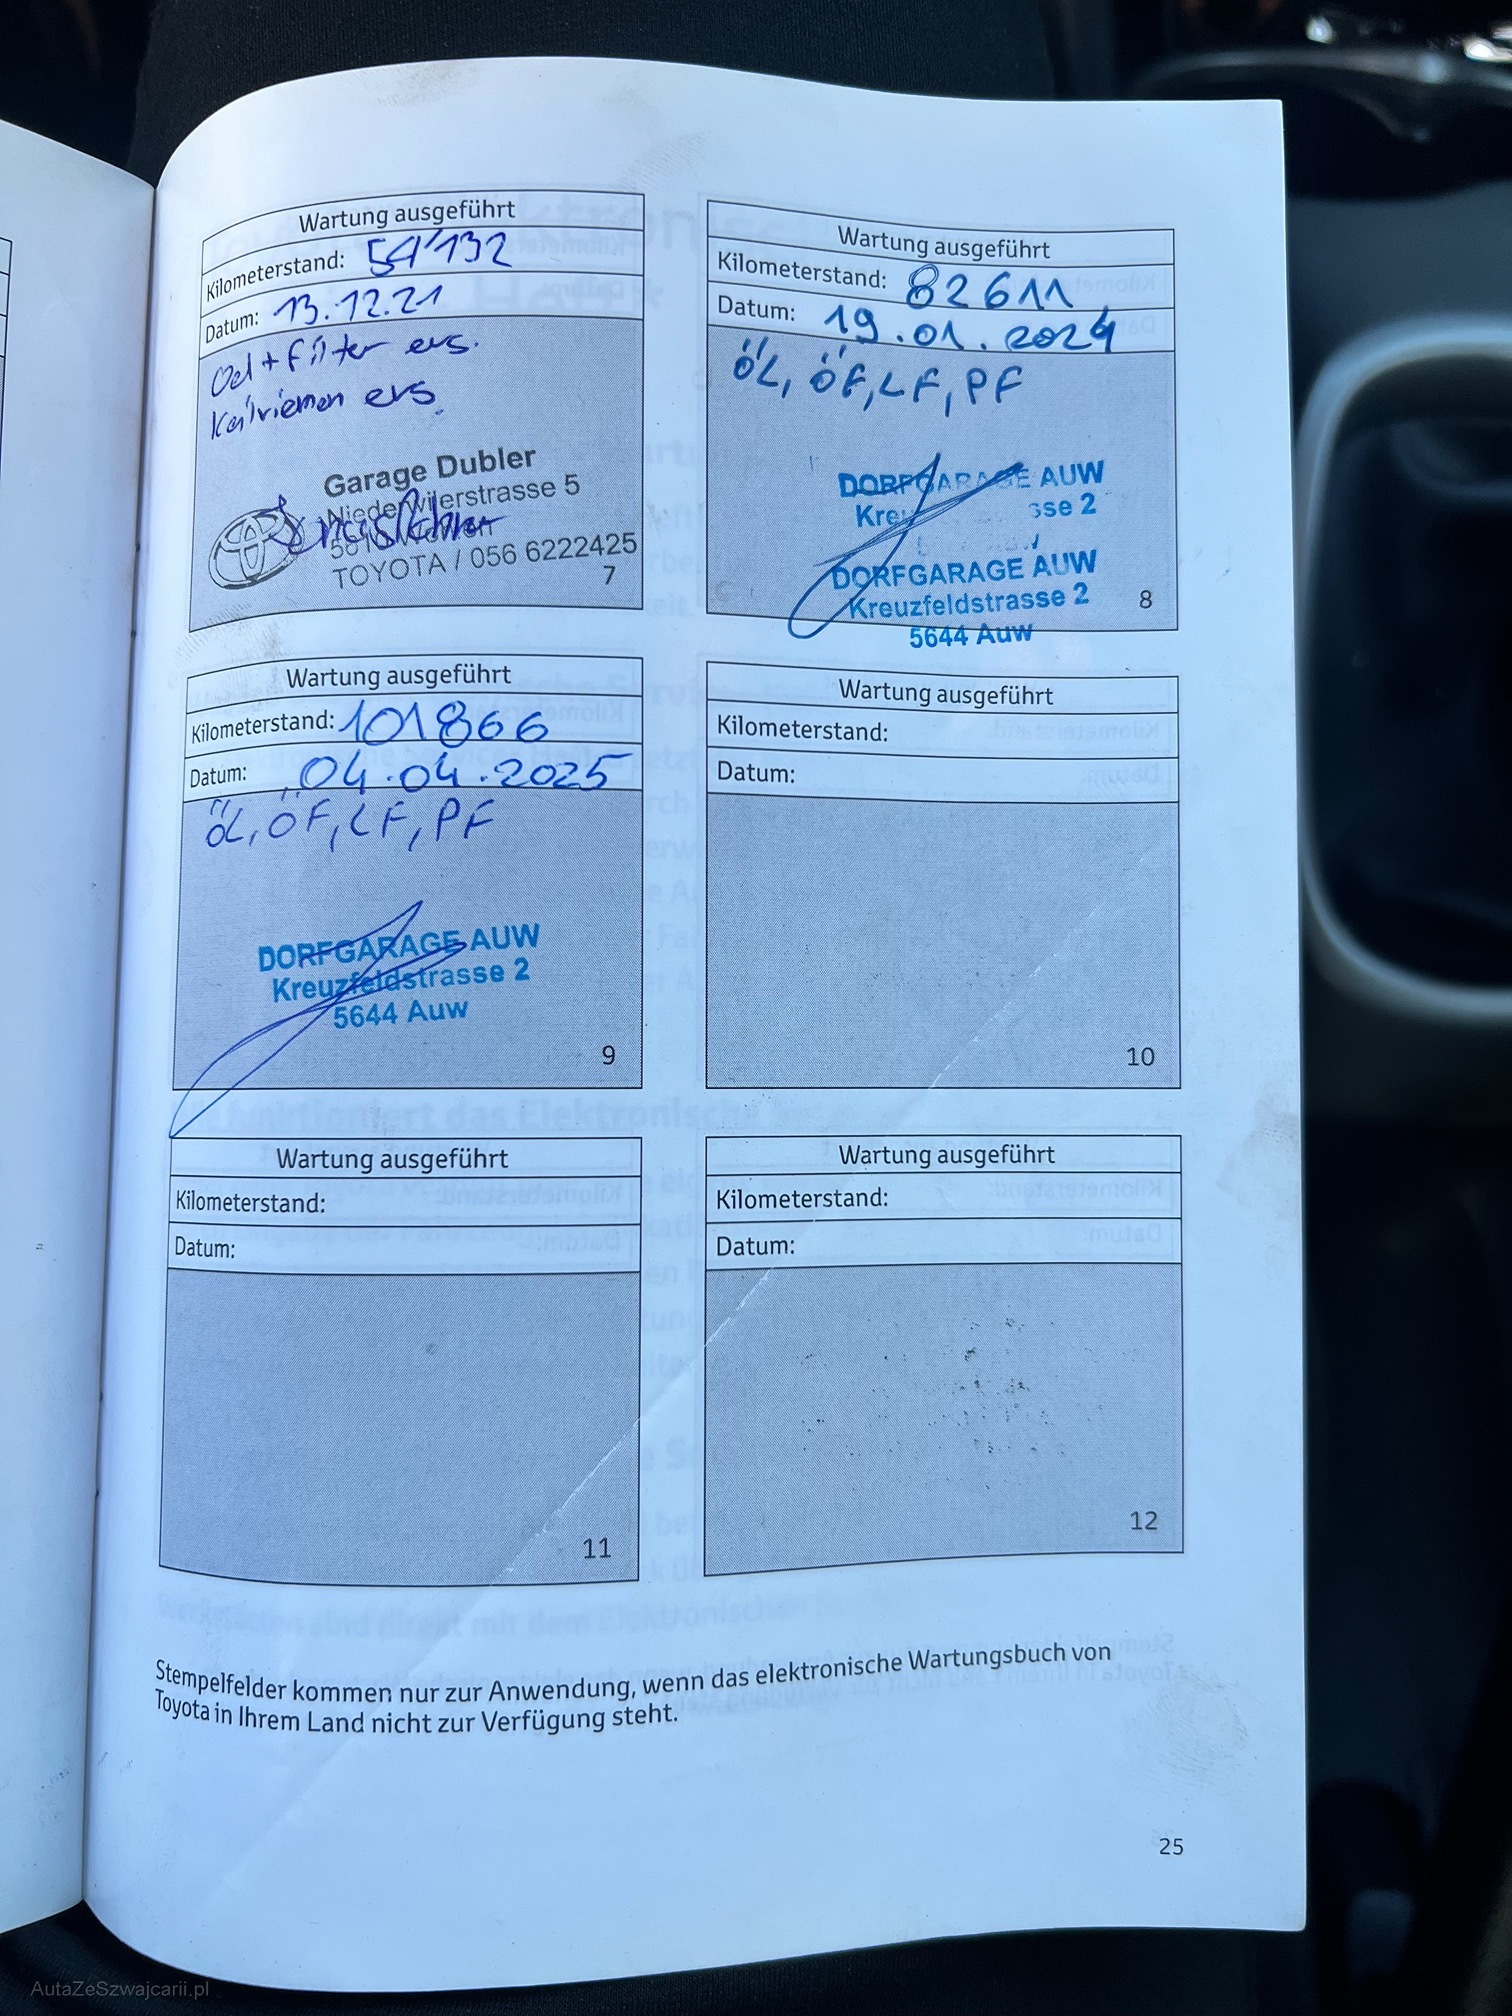 Wartung ausgeführt
Kilometerstand: 54'132
Datum: 13.12.21
Oel + Filter ers.
Keilriemen ers.
Garage Dubler
Niederwilerstrasse 5
TOYOTA / 056 6222425
7
Wartung ausgeführt
Kilometerstand: 82611
Datum: 19.01.2024
ÖL, ÖF, LF, PF
DORFGARAGE AUW
DORFGARAGE AUW
Kreuzfeldstrasse 2
5644 Auw
8
Wartung ausgeführt
Kilometerstand: 101866
Datum: 04.04.2025
ÖL, ÖF, LF, PF
DORFGARAGE AUW
Kreuzfeldstrasse 2
5644 Auw
9
Wartung ausgeführt
Kilometerstand:
Datum:
10
Wartung ausgeführt
Kilometerstand:
Datum:
11
Wartung ausgeführt
Kilometerstand:
Datum:
12
Stempelfelder kommen nur zur Anwendung, wenn das elektronische Wartungsbuch von
Toyota in Ihrem Land nicht zur Verfügung steht.
25
AutaZeSzwajcarii.pl